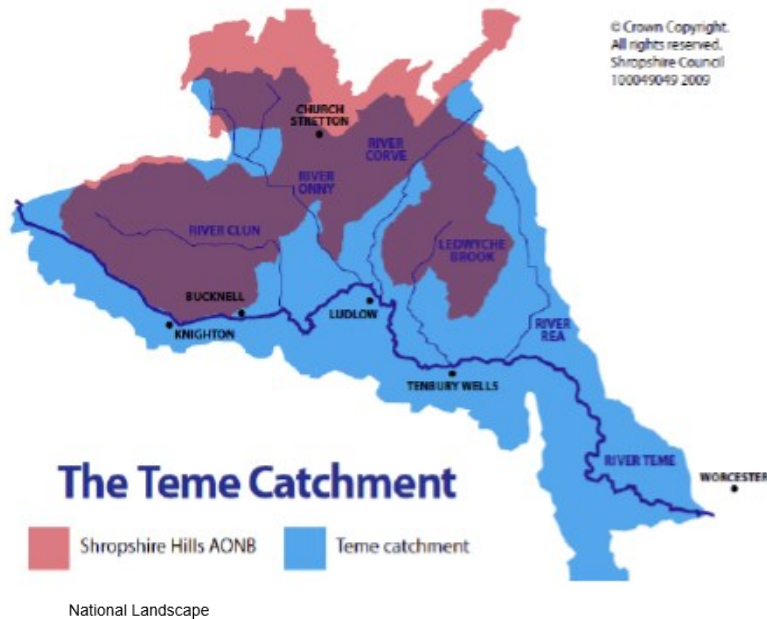 © Crown Copyright.
All rights reserved.
Shropshire Council
100049049 2009
CHURCH
STRETTON
RIVER
CORVE
RIVER
ONNY
RIVER CLUN
LEDWYCHE
BROOK
BUCKNELL
LUDLOW
KNIGHTON
RIVER
REA
TENBURY WELLS
RIVER TEME
WORCESTER
The Teme Catchment
Shropshire Hills AONB
Teme catchment
National Landscape